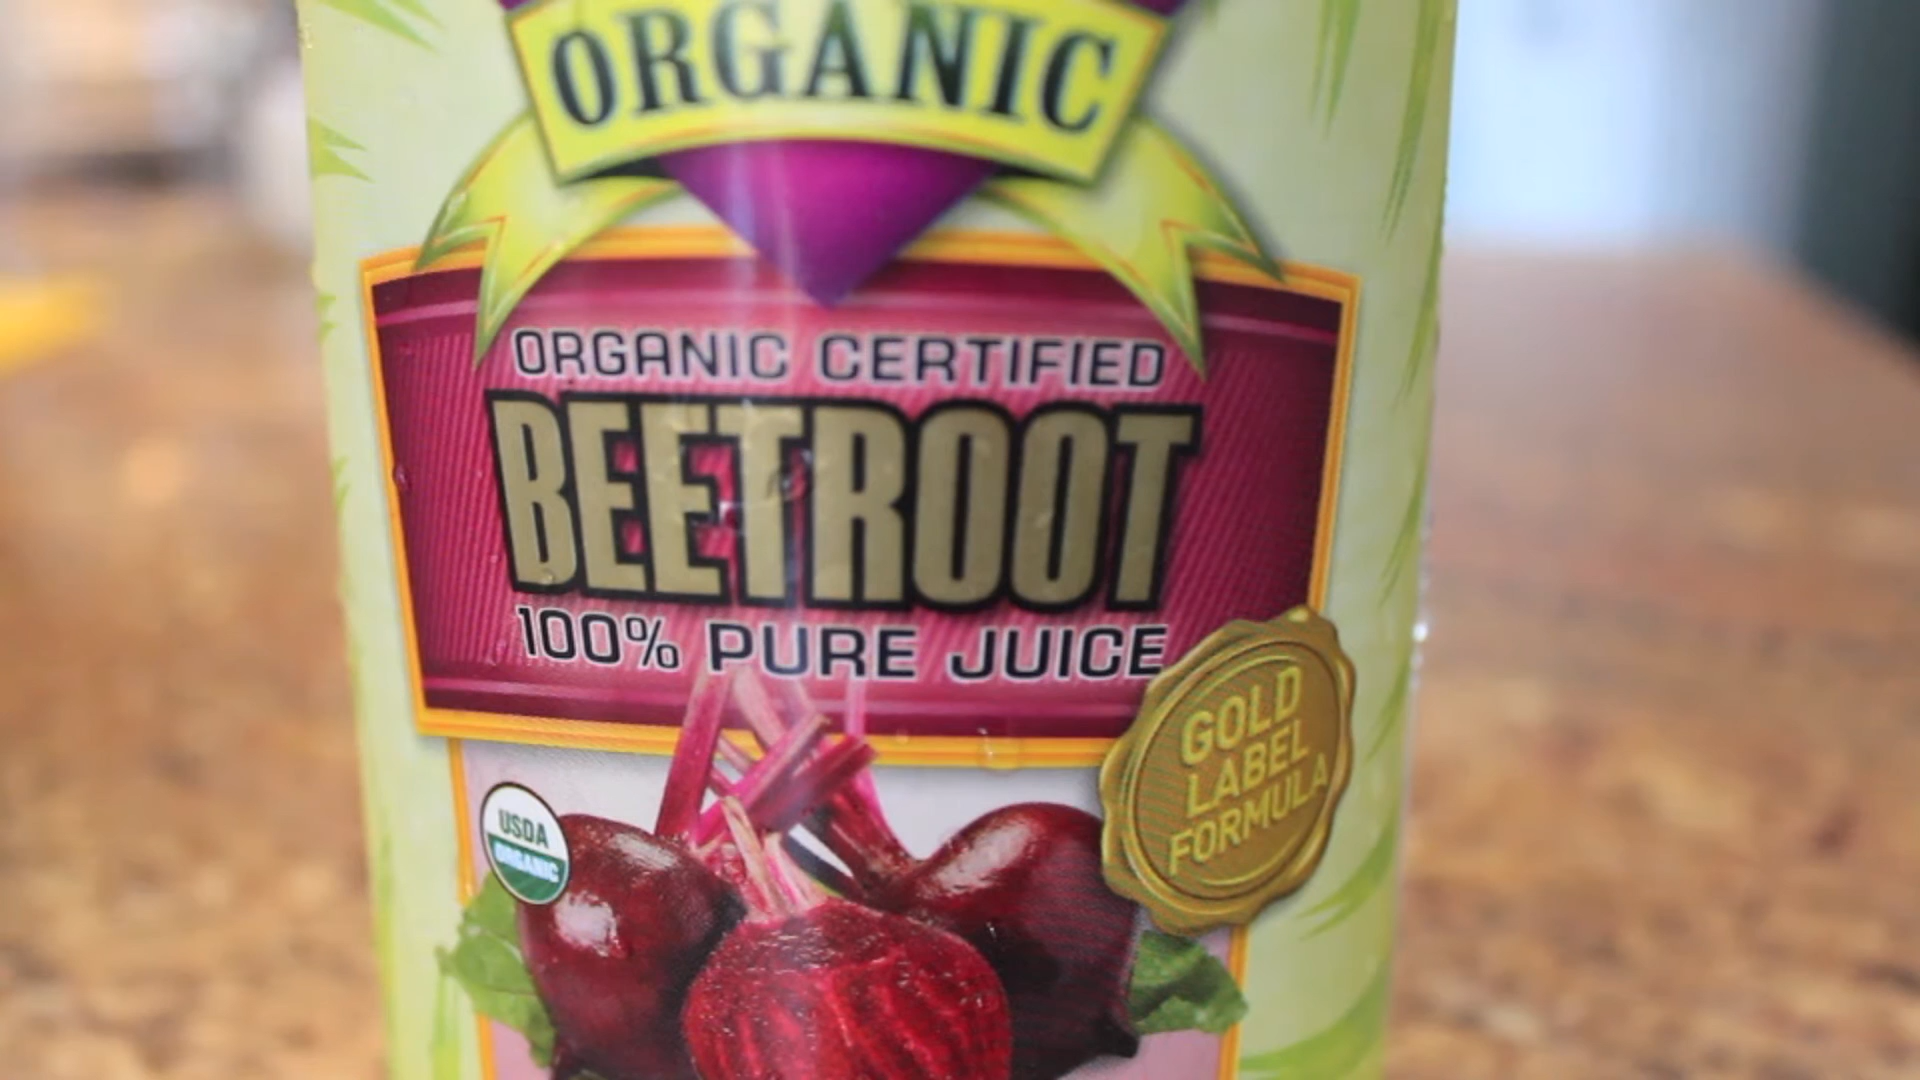 ORGANIC
ORGANIC CERTIFIED
BEETROOT
100% PURE JUICE
GOLD
LABEL
FORMULA
USDA
ORGANIC